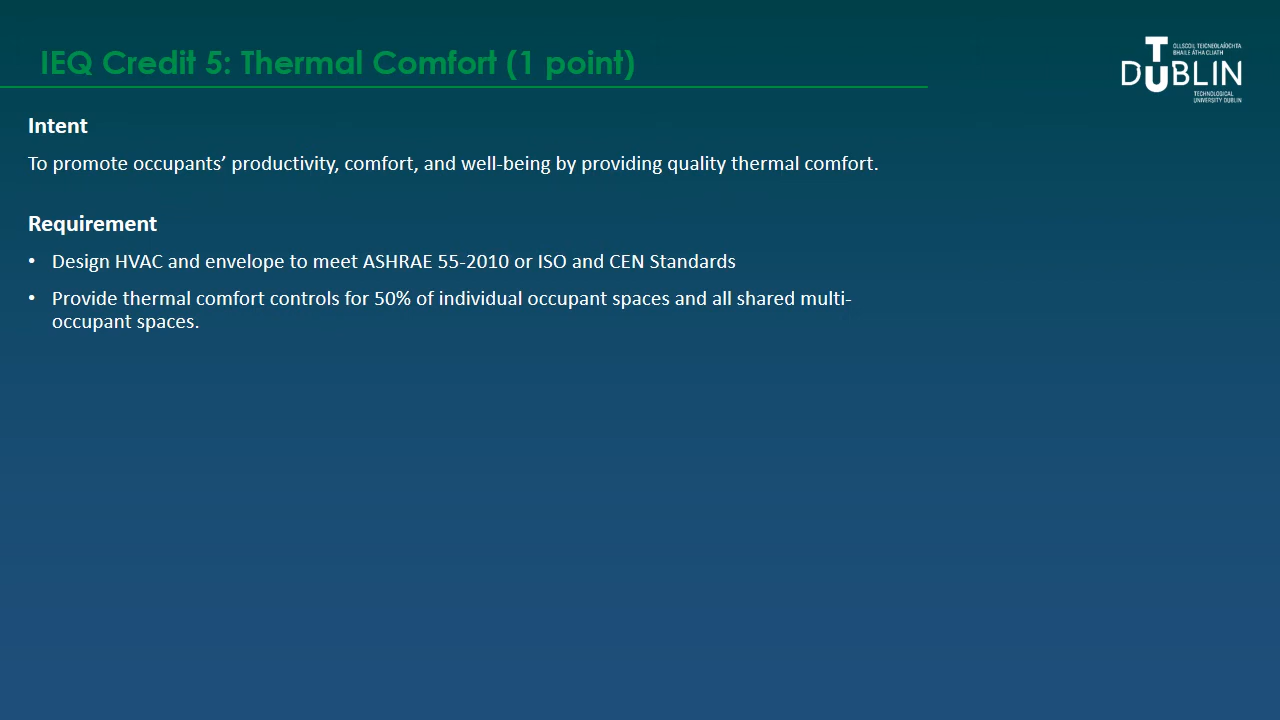 IEQ Credit 5: Thermal Comfort (1 point)
OLLSCOIL TEICNEOLAÍOCHTA
BHAILE ÁTHA CLIATH
TU DUBLIN
TECHNOLOGICAL
UNIVERSITY DUBLIN
Intent
To promote occupants’ productivity, comfort, and well-being by providing quality thermal comfort.
Requirement
• Design HVAC and envelope to meet ASHRAE 55-2010 or ISO and CEN Standards
• Provide thermal comfort controls for 50% of individual occupant spaces and all shared multi-
occupant spaces.